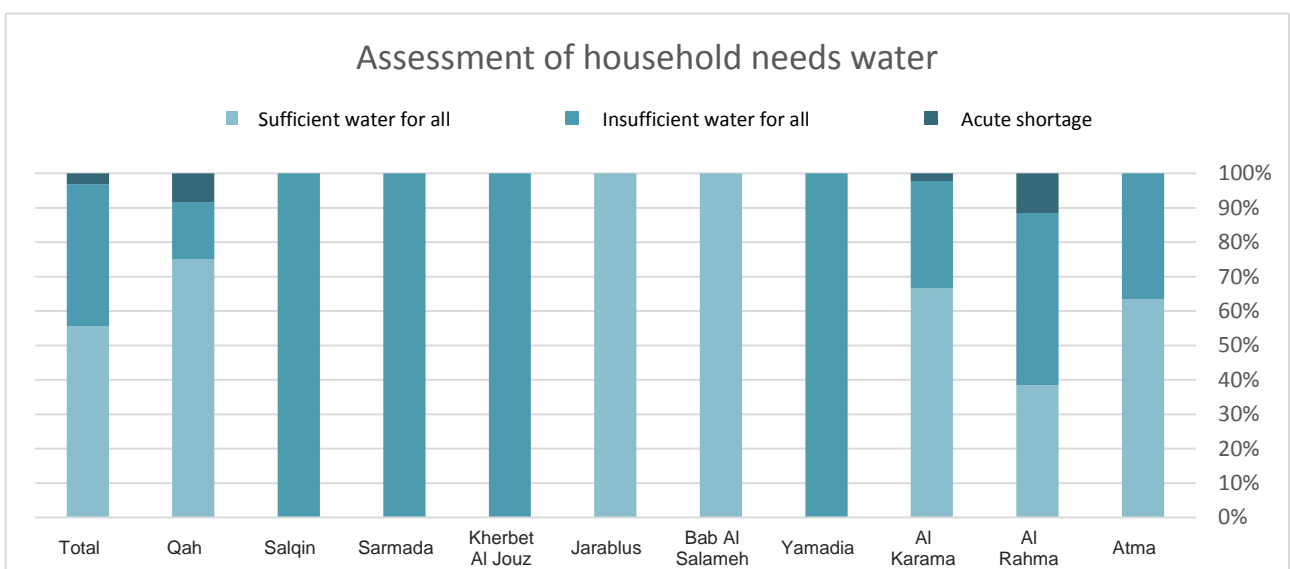 Assessment of household needs water
Sufficient water for all
Insufficient water for all
Acute shortage
100%
90%
80%
70%
60%
50%
40%
30%
20%
10%
0%
Total
Qah
Salqin
Sarmada
Kherbet
Al Jouz
Jarablus
Bab Al
Salameh
Yamadia
Al
Karama
Al
Rahma
Atma